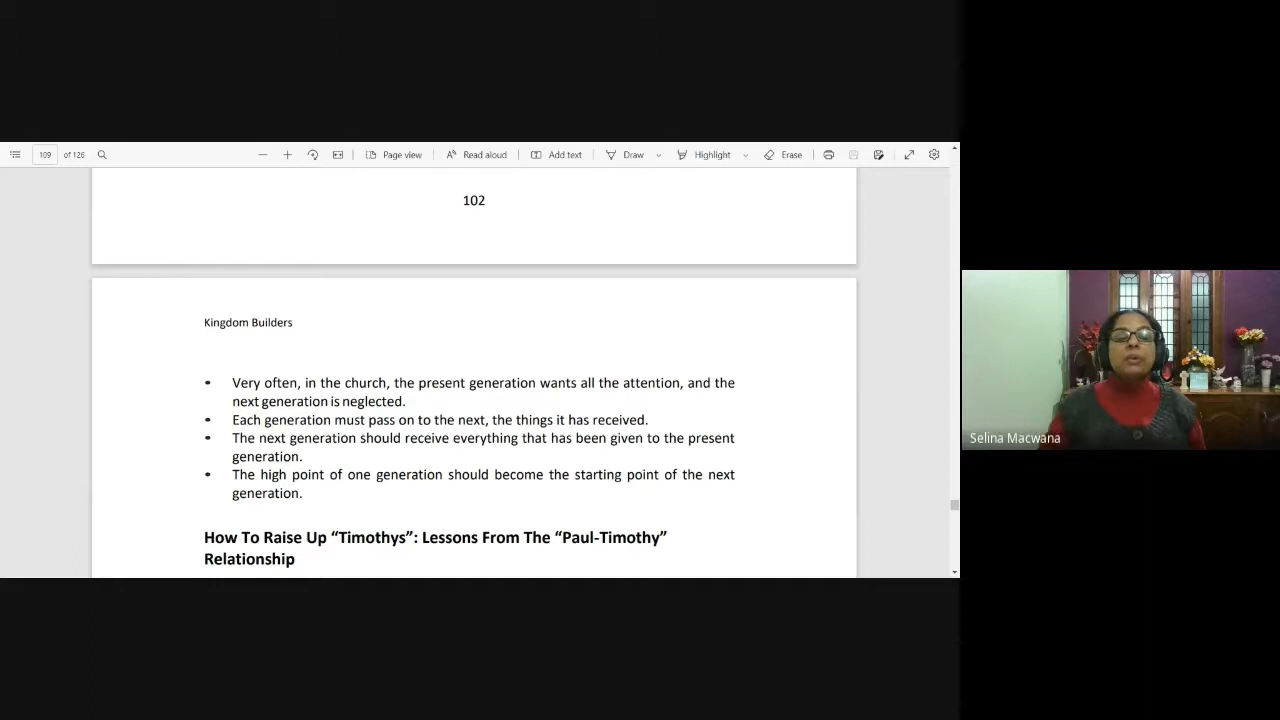 109 of 126 Page view Read aloud Add text Draw Highlight Erase
102
Kingdom Builders
• Very often, in the church, the present generation wants all the attention, and the
next generation is neglected.
• Each generation must pass on to the next, the things it has received.
• The next generation should receive everything that has been given to the present
generation.
• The high point of one generation should become the starting point of the next
generation.
How To Raise Up “Timothys”: Lessons From The “Paul-Timothy”
Relationship
Selina Macwana